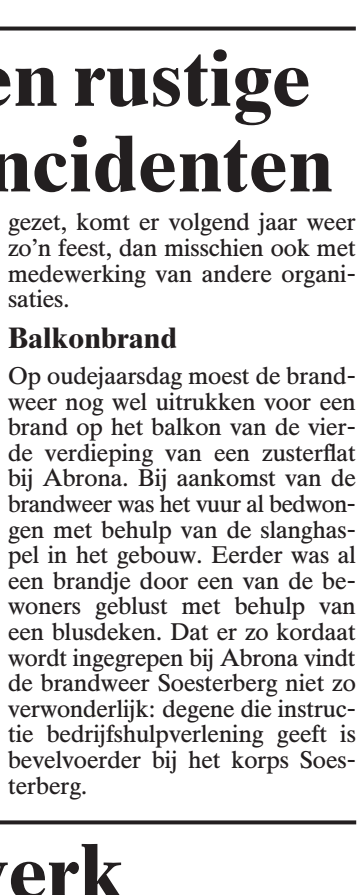 en rustige
ncidenten
gezet, komt er volgend jaar weer
zo'n feest, dan misschien ook met
medewerking van andere organi-
saties.
Balkonbrand
Op oudejaarsdag moest de brand-
weer nog wel uitrukken voor een
brand op het balkon van de vier-
de verdieping van een zusterflat
bij Abrona. Bij aankomst van de
brandweer was het vuur al bedwon-
gen met behulp van de slanghas-
pel in het gebouw. Eerder was al
een brandje door een van de be-
woners geblust met behulp van
een blusdeken. Dat er zo kordaat
wordt ingegrepen bij Abrona vindt
de brandweer Soesterberg niet zo
verwonderlijk: degene die instruc-
tie bedrijfshulpverlening geeft is
bevelvoerder bij het korps Soes-
terberg.
werk